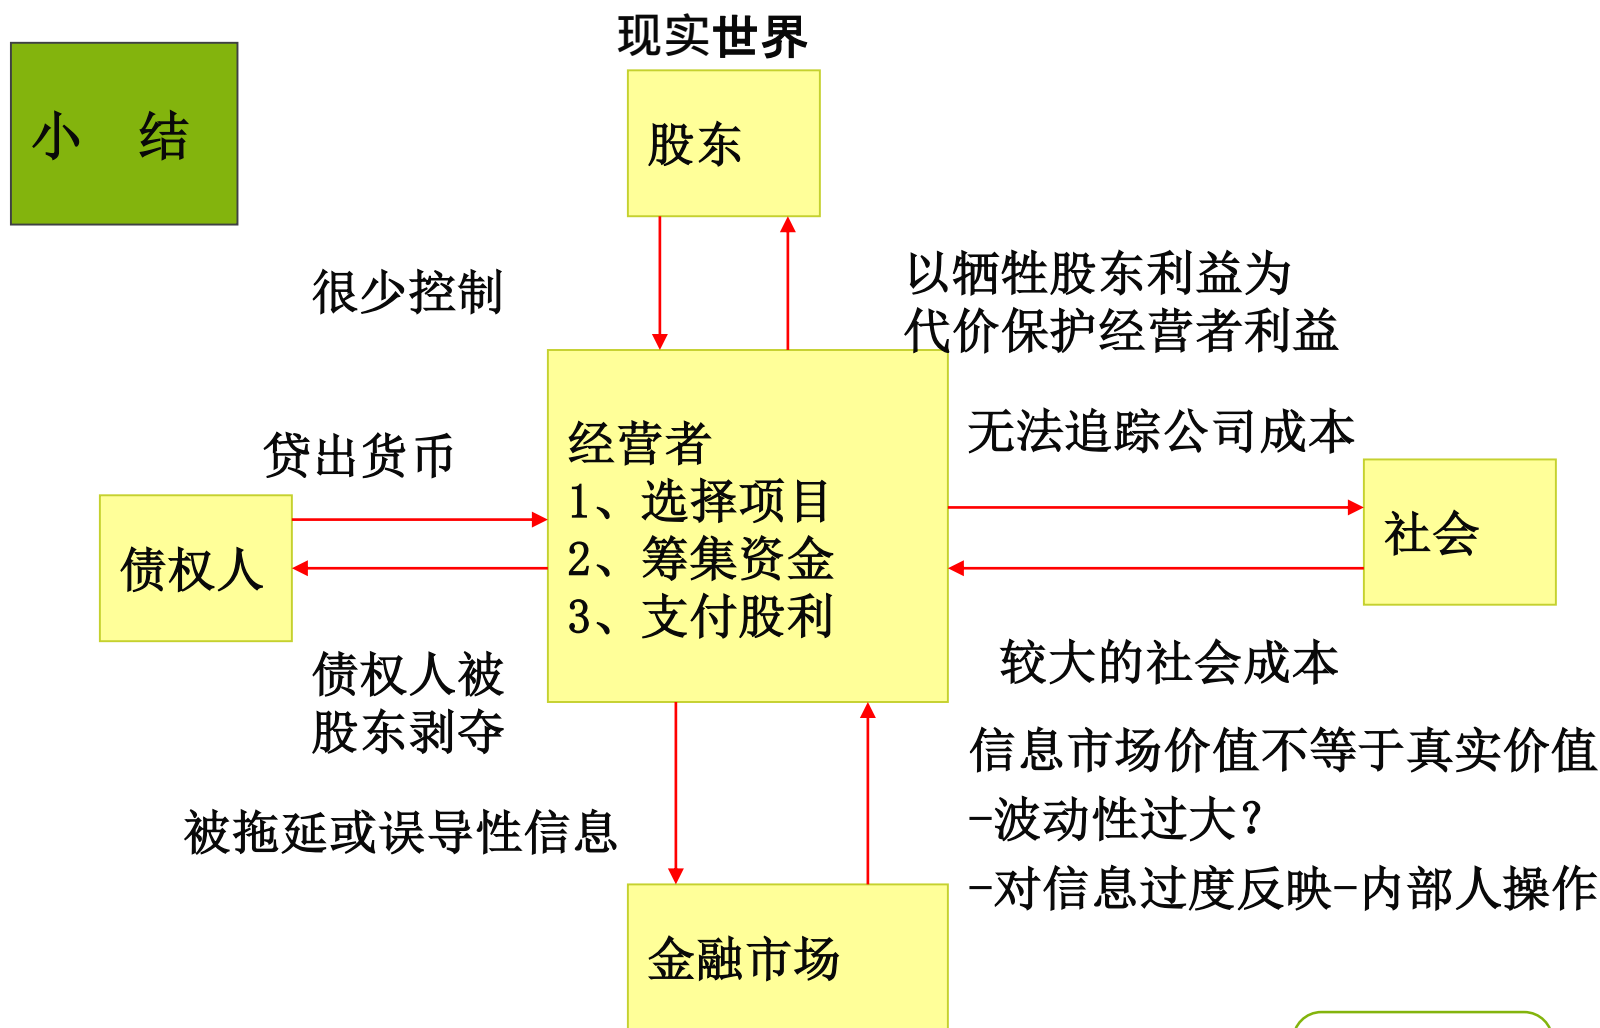 现实世界
小 结
股东
很少控制
以牺牲股东利益为
代价保护经营者利益
贷出货币
经营者
1、选择项目
2、筹集资金
3、支付股利
无法追踪公司成本
债权人
社会
债权人被
股东剥夺
较大的社会成本
被拖延或误导性信息
信息市场价值不等于真实价值
-波动性过大?
-对信息过度反映-内部人操作
金融市场